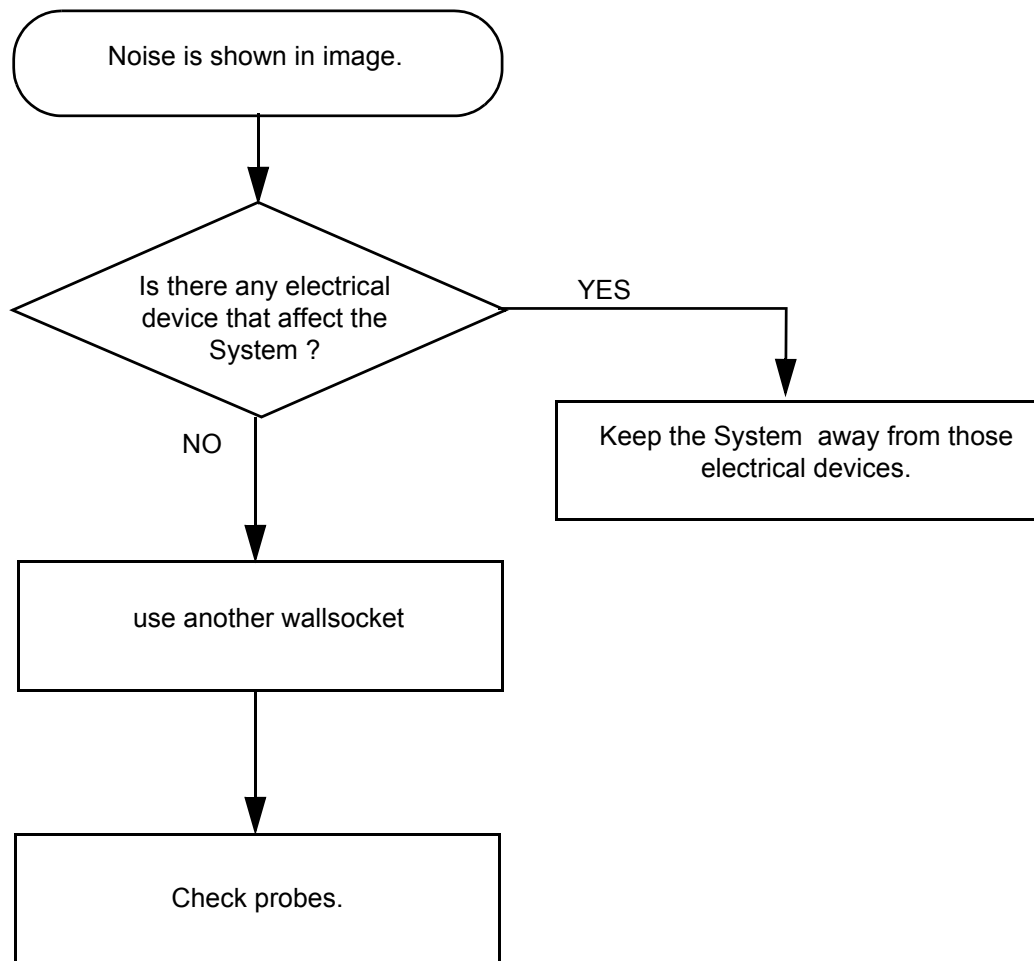 Noise is shown in image.
Is there any electrical
device that affect the
System ?
YES
NO
Keep the System away from those
electrical devices.
use another wallsocket
Check probes.